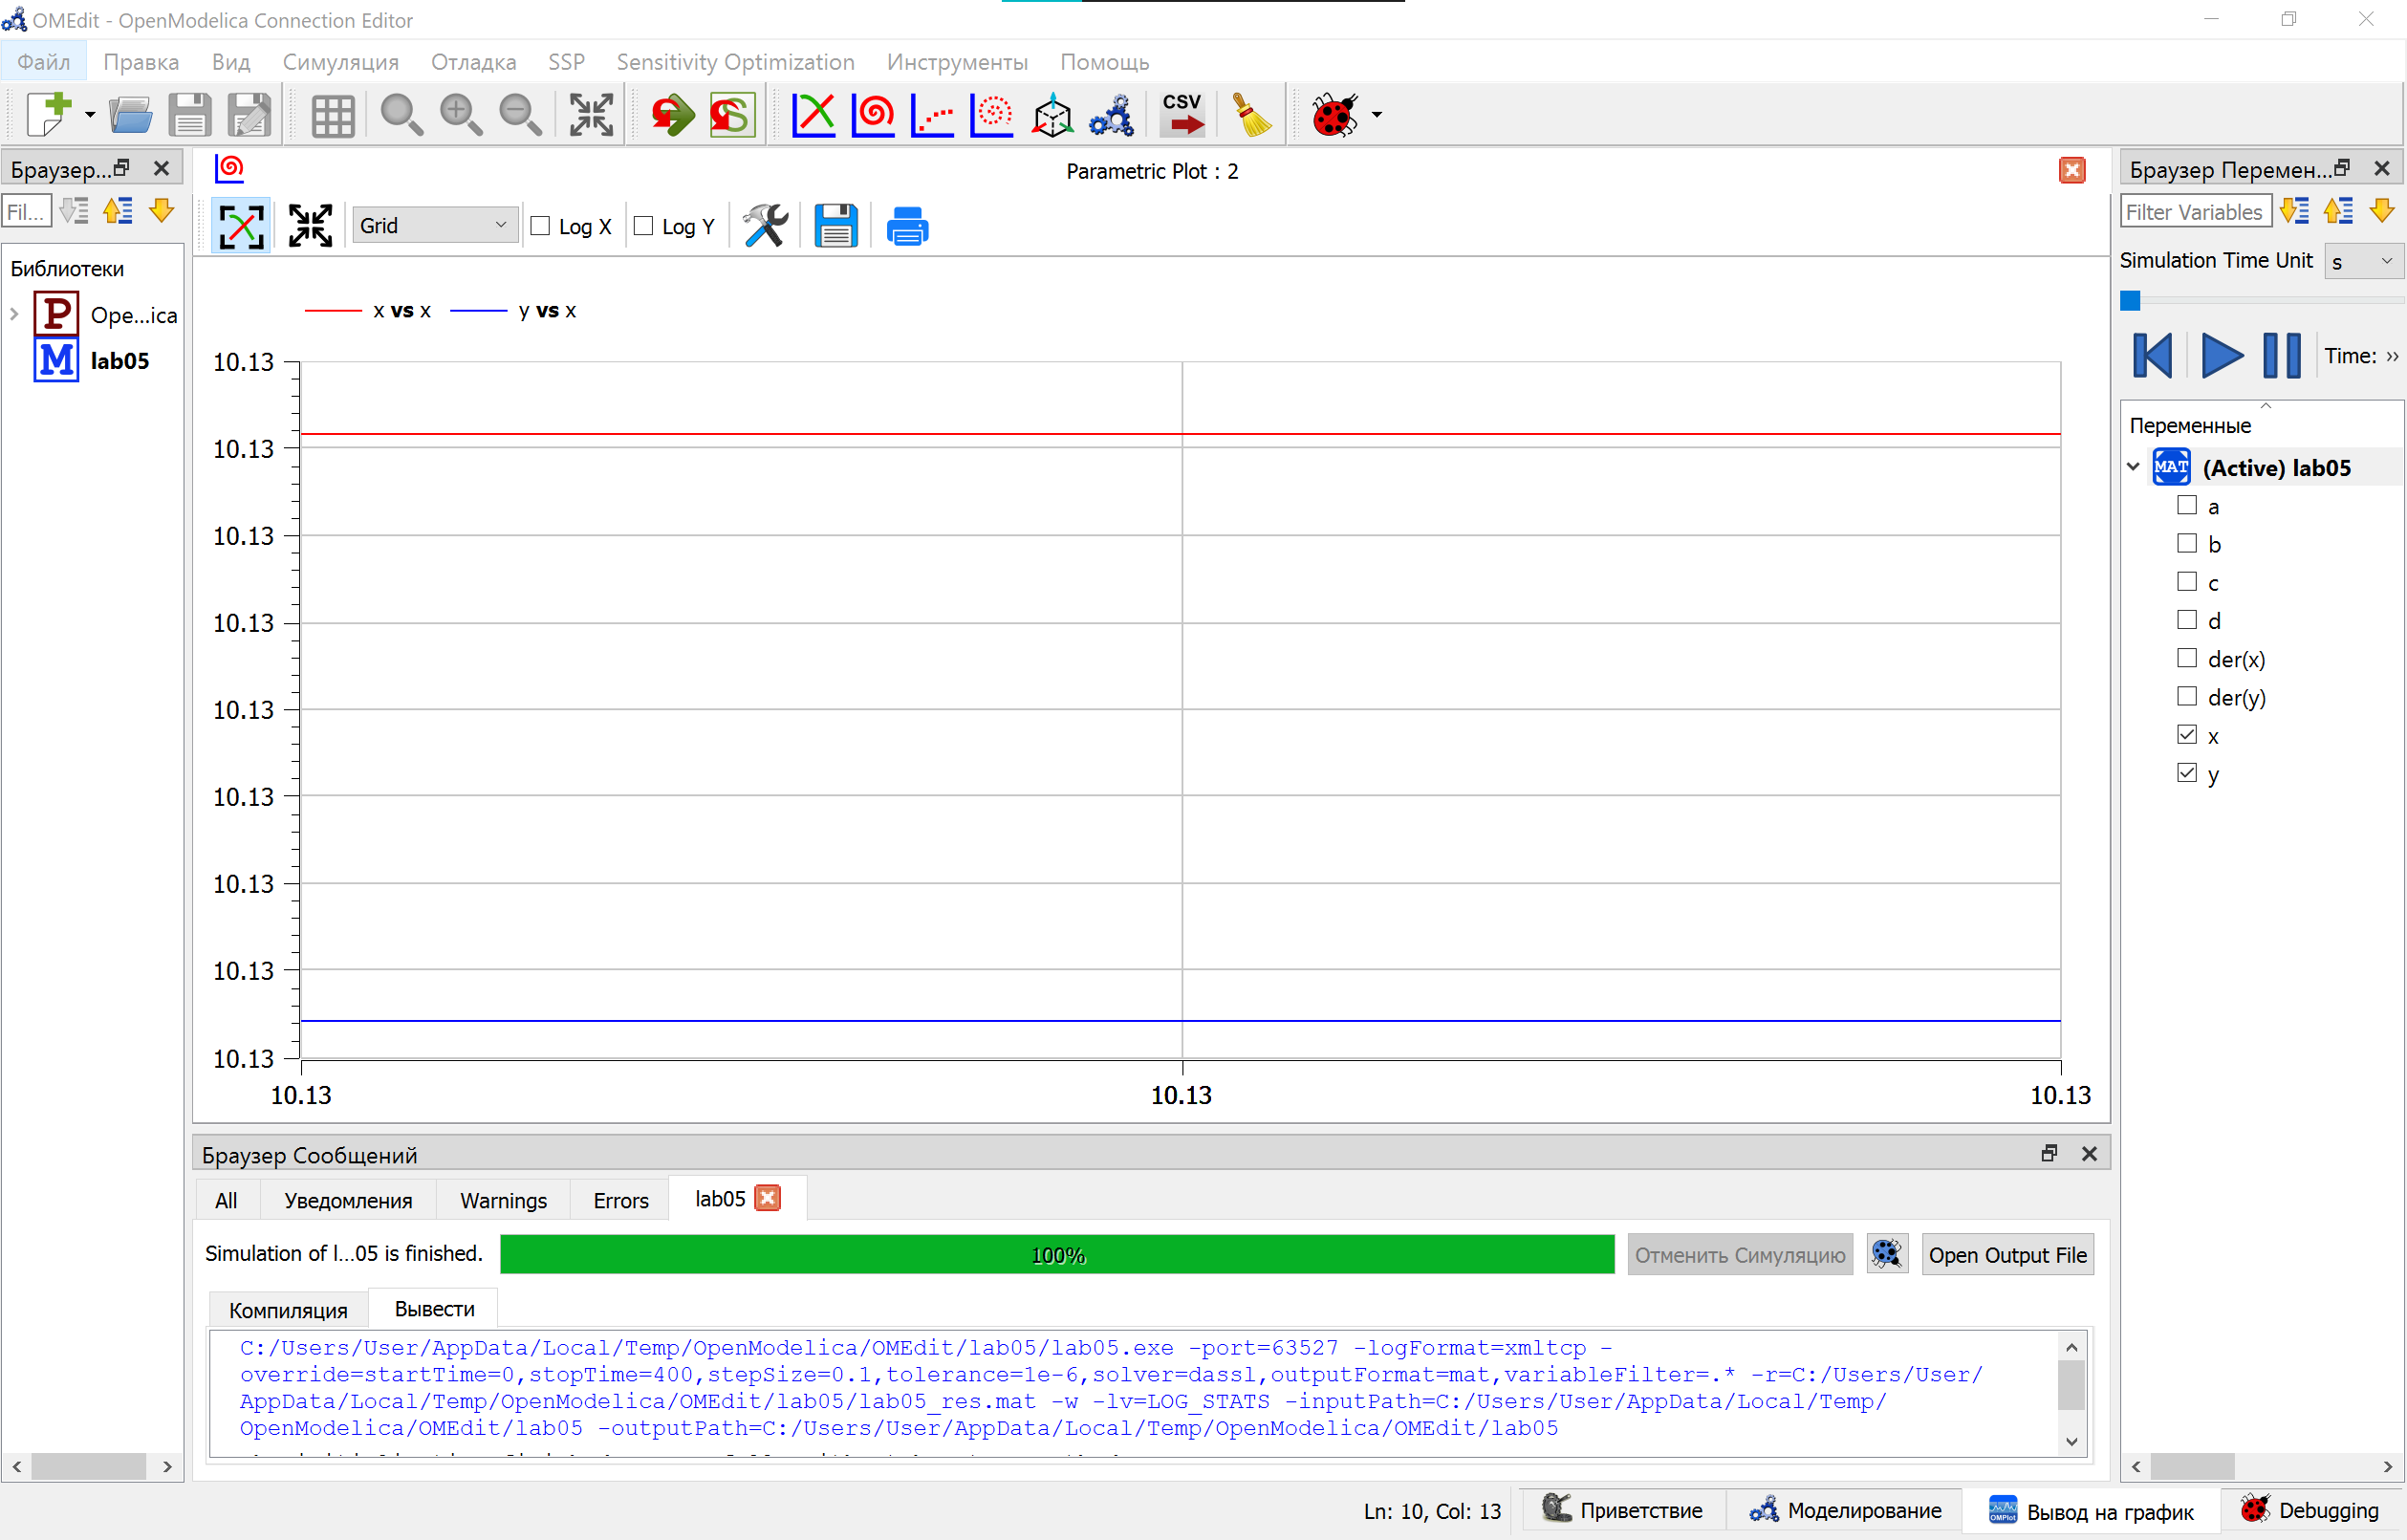 OMEdit - OpenModelica Connection Editor
Файл Правка Вид Симуляция Отладка SSP Sensitivity Optimization Инструменты Помощь
S CSV
Браузер...
Fil...
Библиотеки
P Ope...ica
M lab05
Parametric Plot : 2
Grid Log X Log Y
x vs x y vs x
10.13
10.13
10.13
10.13
10.13
10.13
10.13
10.13
10.13
10.13 10.13 10.13
Браузер Сообщений
All Уведомления Warnings Errors lab05
Simulation of l...05 is finished. 100% Отменить Симуляцию Open Output File
Компиляция Вывести
C:/Users/User/AppData/Local/Temp/OpenModelica/OMEdit/lab05/lab05.exe -port=63527 -logFormat=xmltcp -
override=startTime=0,stopTime=400,stepSize=0.1,tolerance=1e-6,solver=dassl,outputFormat=mat,variableFilter=.* -r=C:/Users/User/
AppData/Local/Temp/OpenModelica/OMEdit/lab05/lab05_res.mat -w -lv=LOG_STATS -inputPath=C:/Users/User/AppData/Local/Temp/
OpenModelica/OMEdit/lab05 -outputPath=C:/Users/User/AppData/Local/Temp/OpenModelica/OMEdit/lab05
Браузер Перемен...
Filter Variables
Simulation Time Unit s
Time: »
Переменные
MAT (Active) lab05
a
b
c
d
der(x)
der(y)
x
y
Ln: 10, Col: 13 Приветствие Моделирование OMPlot Вывод на график Debugging